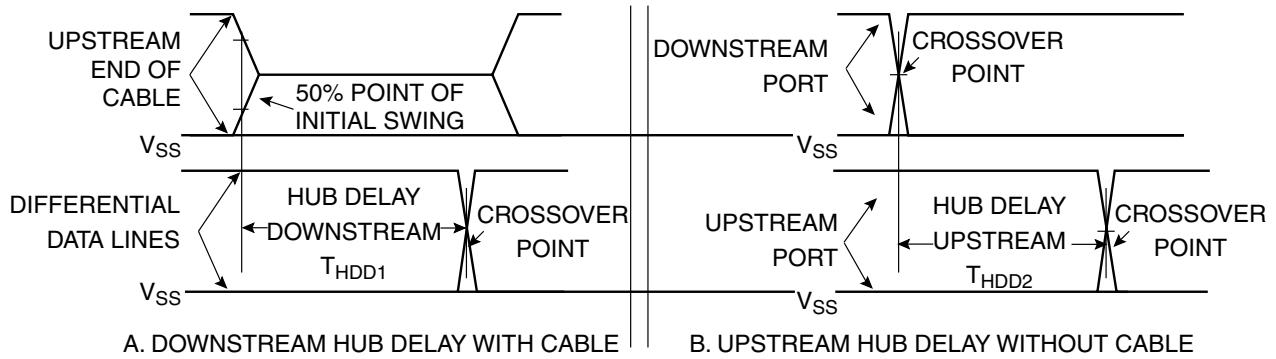 UPSTREAM
END OF
CABLE
50% POINT OF
INITIAL SWING
VSS
DIFFERENTIAL
DATA LINES
HUB DELAY
DOWNSTREAM
THDD1
CROSSOVER
POINT
VSS
A. DOWNSTREAM HUB DELAY WITH CABLE
DOWNSTREAM
PORT
CROSSOVER
POINT
VSS
UPSTREAM
PORT
HUB DELAY
UPSTREAM
THDD2
CROSSOVER
POINT
VSS
B. UPSTREAM HUB DELAY WITHOUT CABLE